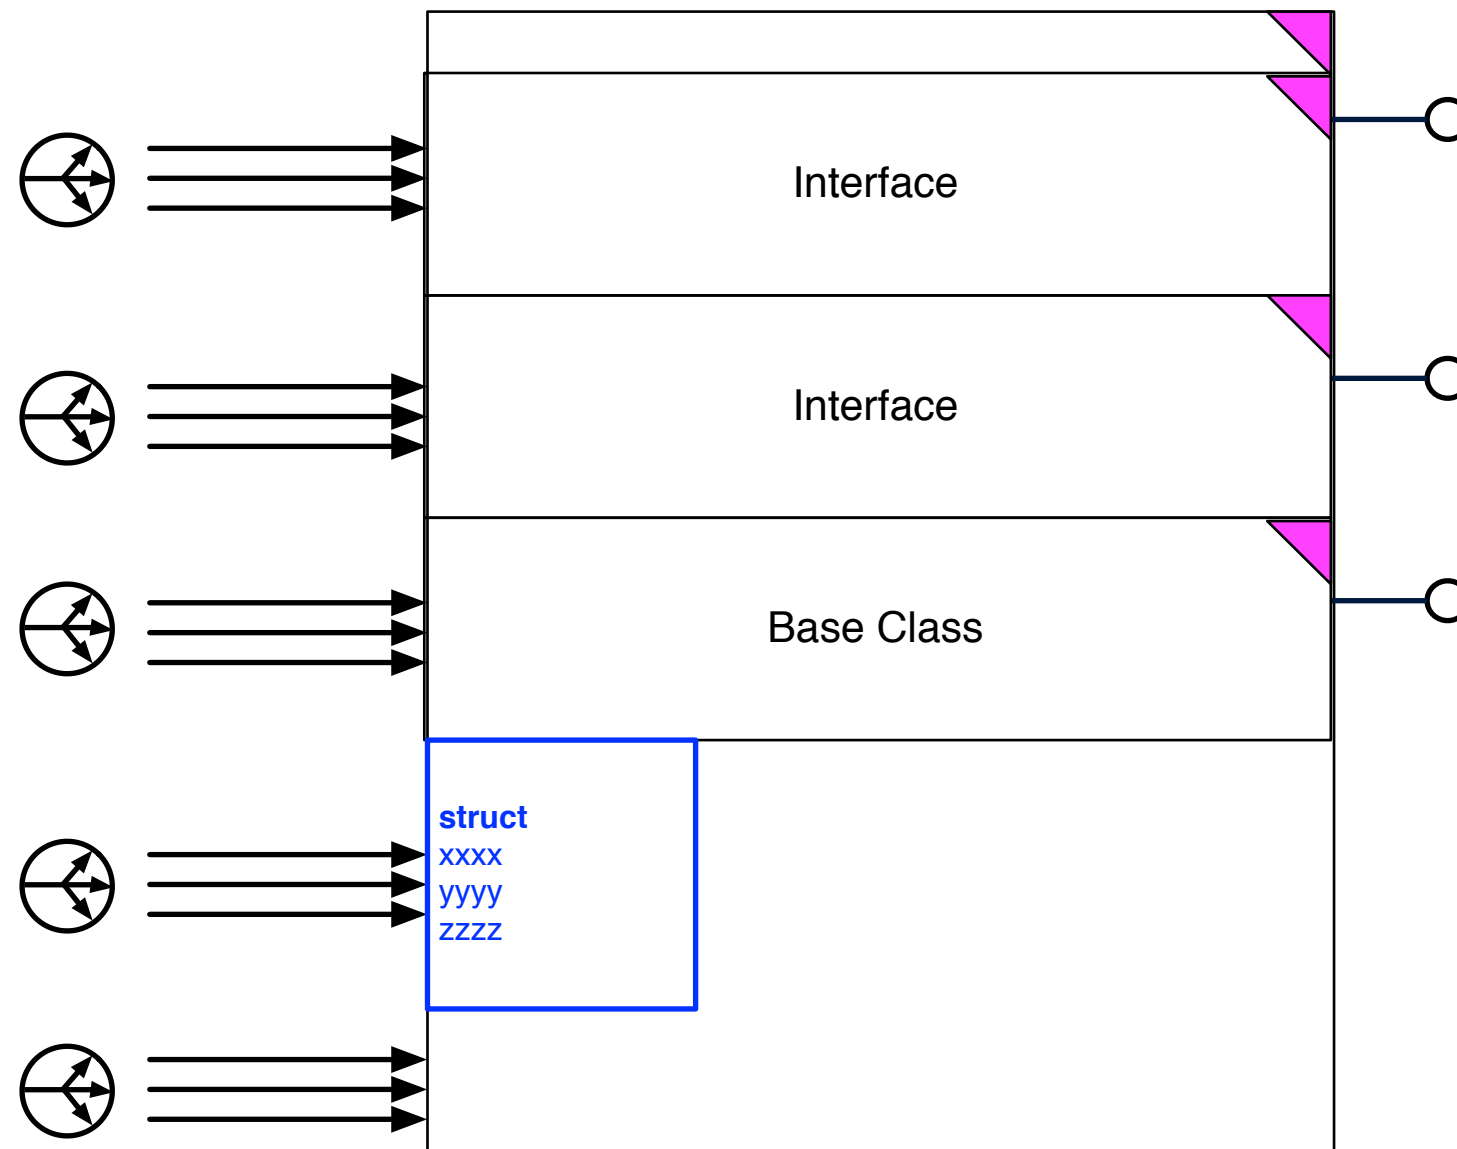 Interface
Interface
Base Class
struct
xxxx
yyyy
zzzz